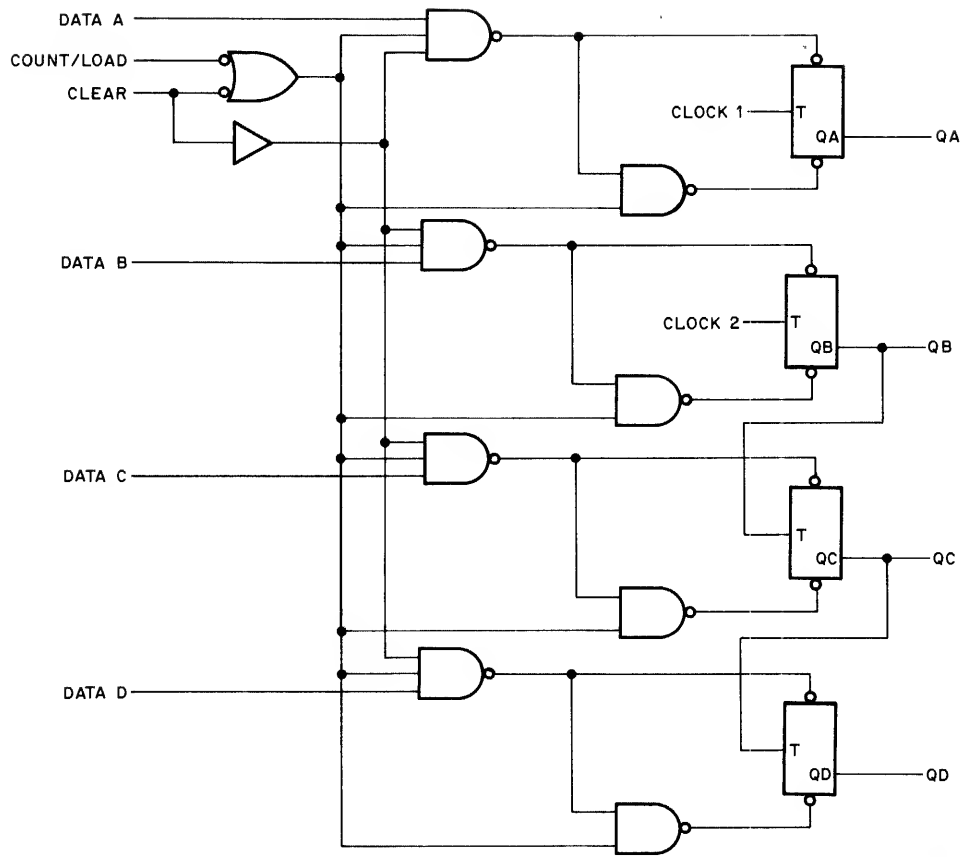 DATA A
COUNT/LOAD
CLEAR
CLOCK 1
T
QA
QA
DATA B
CLOCK 2
T
QB
QB
DATA C
T
QC
QC
DATA D
T
QD
QD